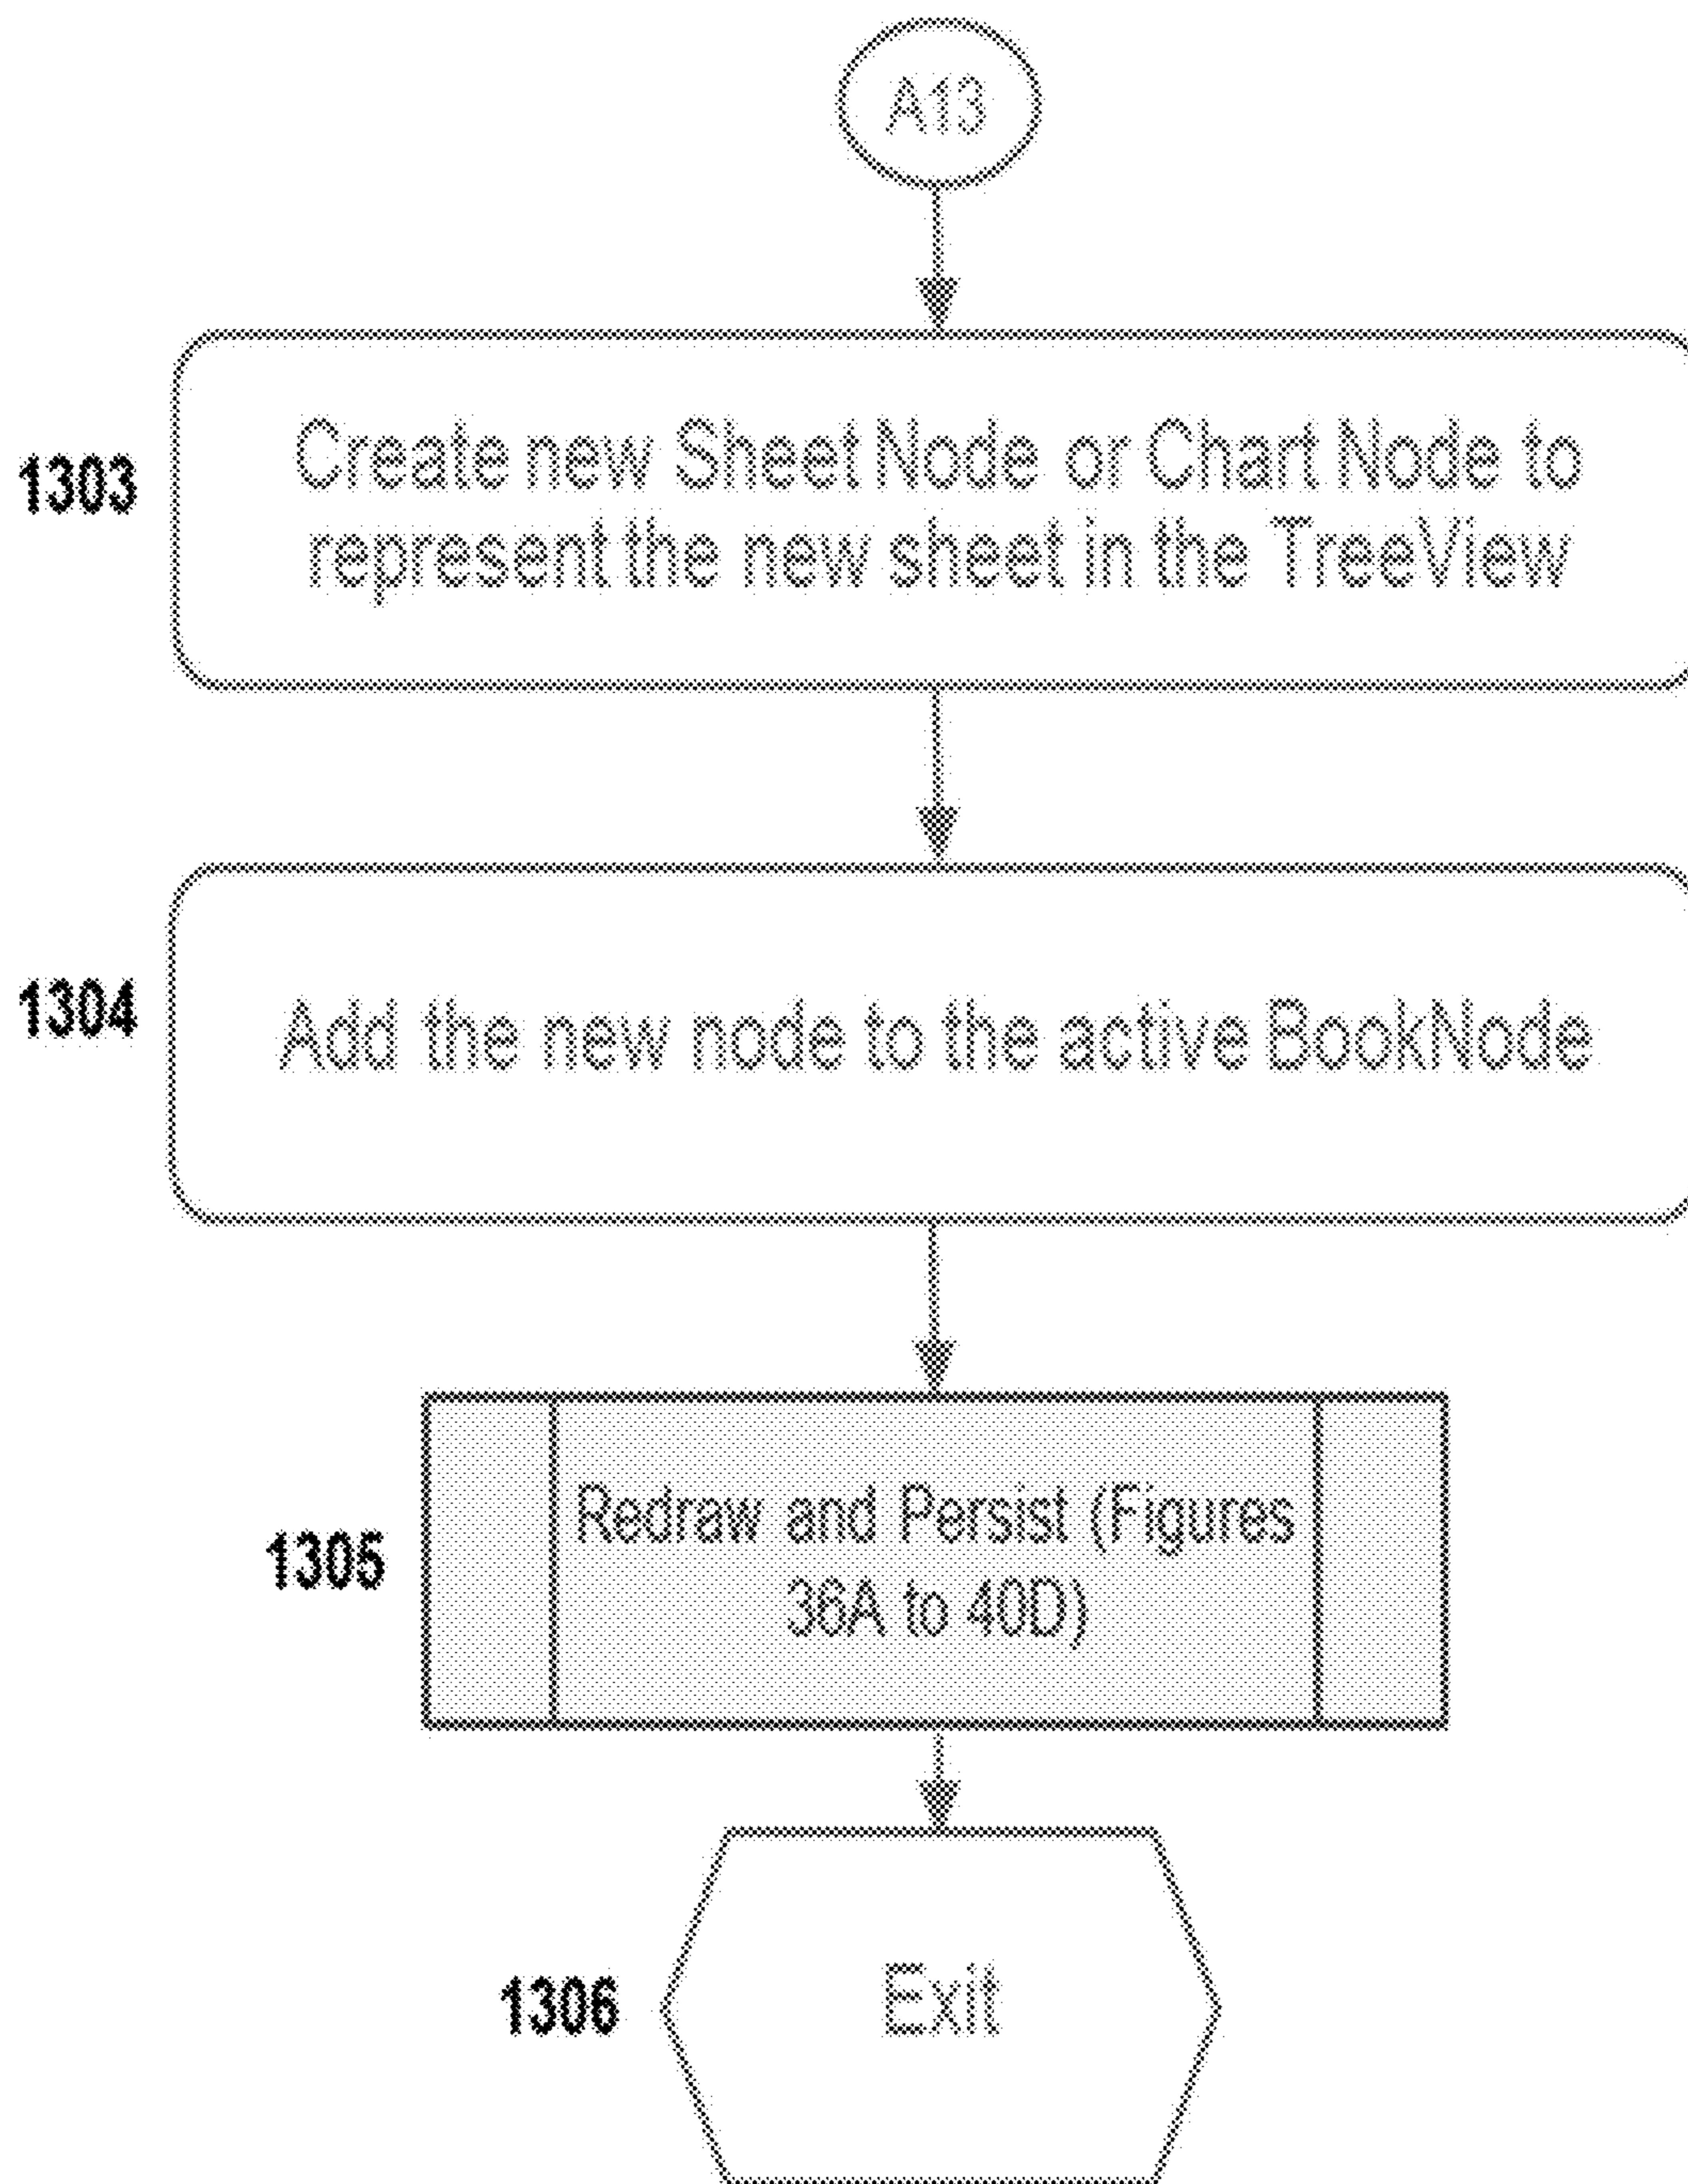 A13
1303
Create new Sheet Node or Chart Node to
represent the new sheet in the TreeView
1304
Add the new node to the active BookNode
1305
Redraw and Persist (Figures
36A to 40D)
1306
Exit